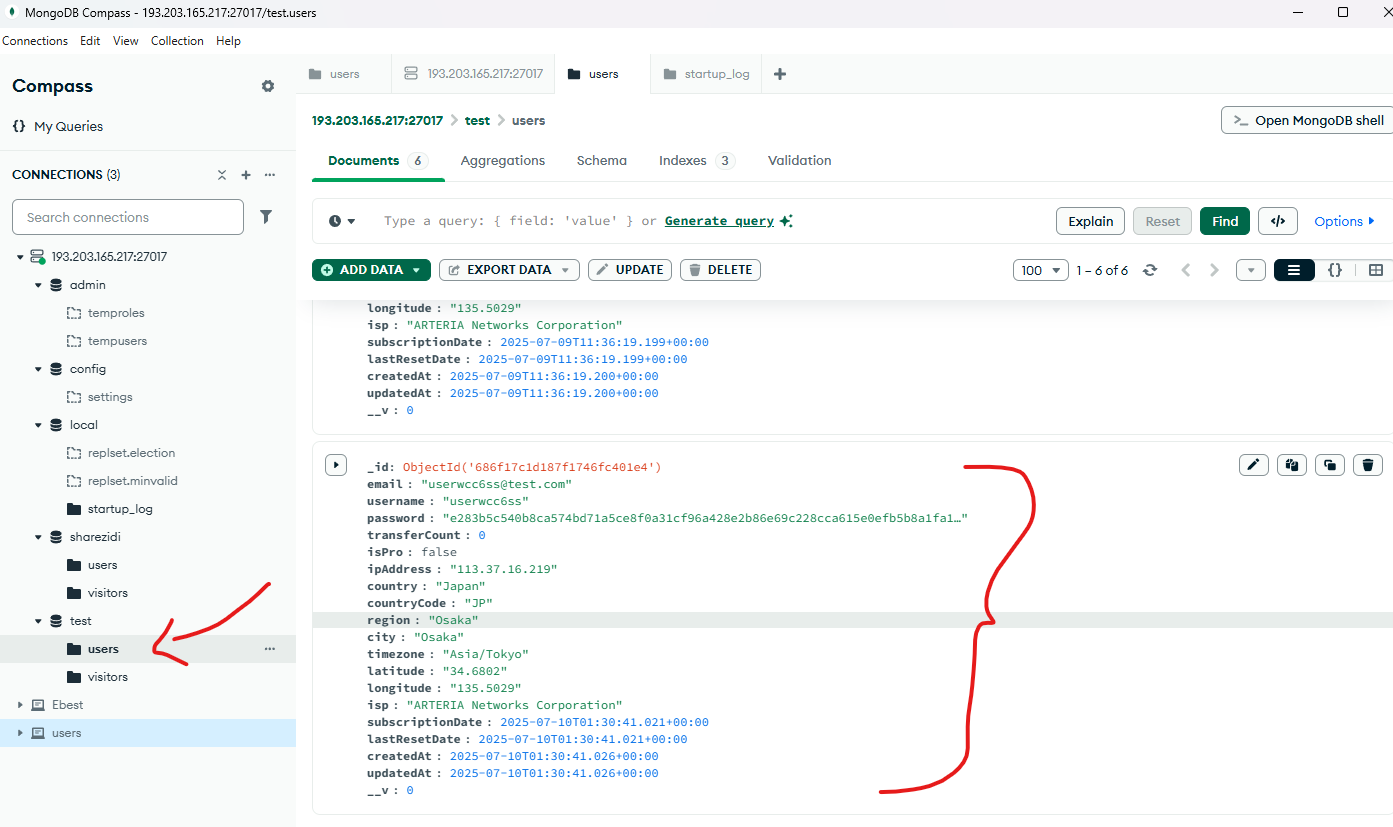 MongoDB Compass - 193.203.165.217:27017/test.users
Connections Edit View Collection Help
Compass
{} My Queries
CONNECTIONS (3)
Search connections
193.203.165.217:27017
admin
temproles
tempusers
config
settings
local
replset.election
replset.minvalid
startup_log
sharezidi
users
visitors
test
users
visitors
Ebest
users
users 193.203.165.217:27017 users startup_log
193.203.165.217:27017 > test > users
>_ Open MongoDB shell
Documents 6 Aggregations Schema Indexes 3 Validation
Type a query: { field: 'value' } or Generate query
Explain Reset Find </> Options
ADD DATA EXPORT DATA UPDATE DELETE
100 1 – 6 of 6 {}
longitude : "135.5029"
isp : "ARTERIA Networks Corporation"
subscriptionDate : 2025-07-09T11:36:19.199+00:00
lastResetDate : 2025-07-09T11:36:19.199+00:00
createdAt : 2025-07-09T11:36:19.200+00:00
updatedAt : 2025-07-09T11:36:19.200+00:00
__v : 0
_id: ObjectId('686f17c1d187f1746fc401e4')
email : "userwcc6ss@test.com"
username : "userwcc6ss"
password : "e283b5c540b8ca574bd71a5ce8f0a31cf96a428e2b86e69c228cca615e0efb5b8a1fa1…"
transferCount : 0
isPro : false
ipAddress : "113.37.16.219"
country : "Japan"
countryCode : "JP"
region : "Osaka"
city : "Osaka"
timezone : "Asia/Tokyo"
latitude : "34.6802"
longitude : "135.5029"
isp : "ARTERIA Networks Corporation"
subscriptionDate : 2025-07-10T01:30:41.021+00:00
lastResetDate : 2025-07-10T01:30:41.021+00:00
createdAt : 2025-07-10T01:30:41.026+00:00
updatedAt : 2025-07-10T01:30:41.026+00:00
__v : 0